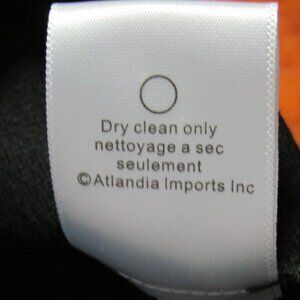 Dry clean only
nettoyage a sec
seulement
©Atlandia Imports Inc